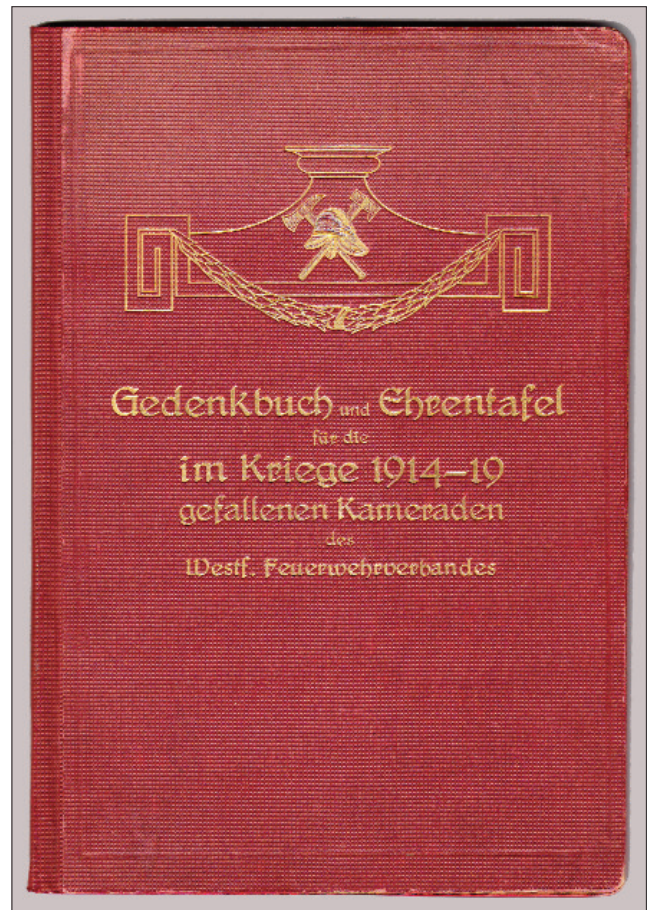 Gedenkbuch und Ehrentafel
für die
im Kriege 1914–19
gefallenen Kameraden
des
Westf. Feuerwehrverbandes